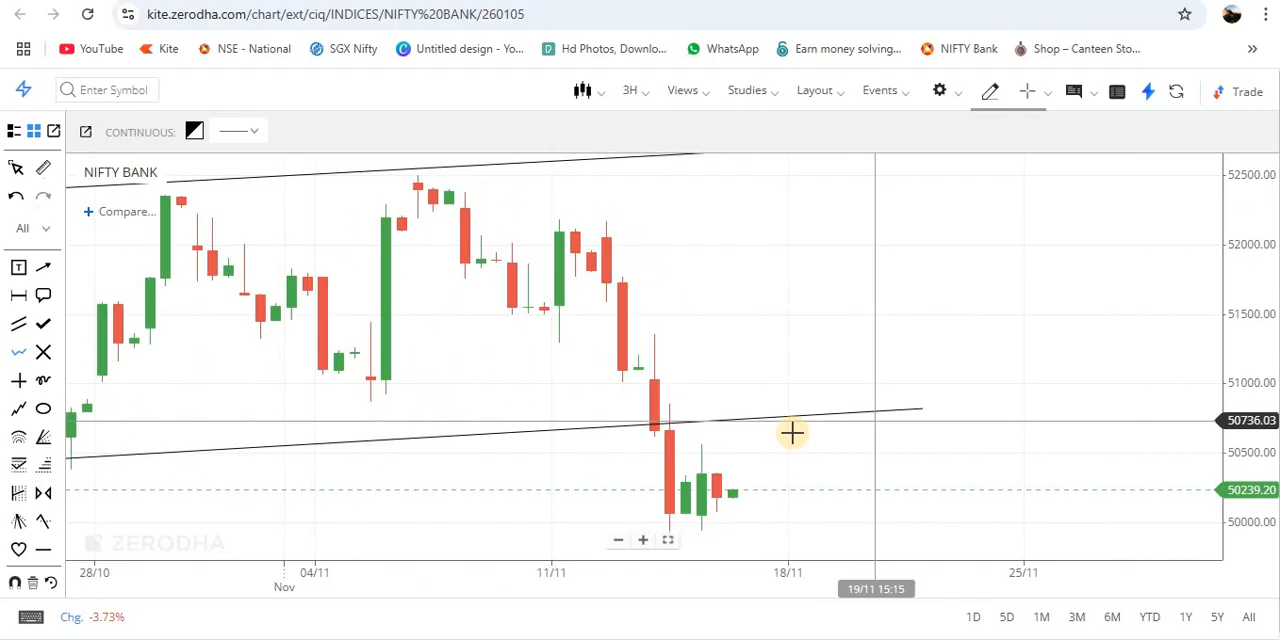 kite.zerodha.com/chart/ext/ciq/INDICES/NIFTY%20BANK/260105
YouTube Kite NSE - National SGX Nifty Untitled design - Yo... Hd Photos, Downlo... WhatsApp Earn money solving... NIFTY Bank Shop – Canteen Sto... »
Enter Symbol 3H Views Studies Layout Events Trade
CONTINUOUS:
NIFTY BANK
+ Compare...
All
T
52500.00
52000.00
51500.00
51000.00
50736.03
50500.00
50239.20
50000.00
ZERODHA
28/10 04/11 11/11 18/11 25/11
Nov
19/11 15:15
Chg. -3.73% 1D 5D 1M 3M 6M YTD 1Y 5Y All